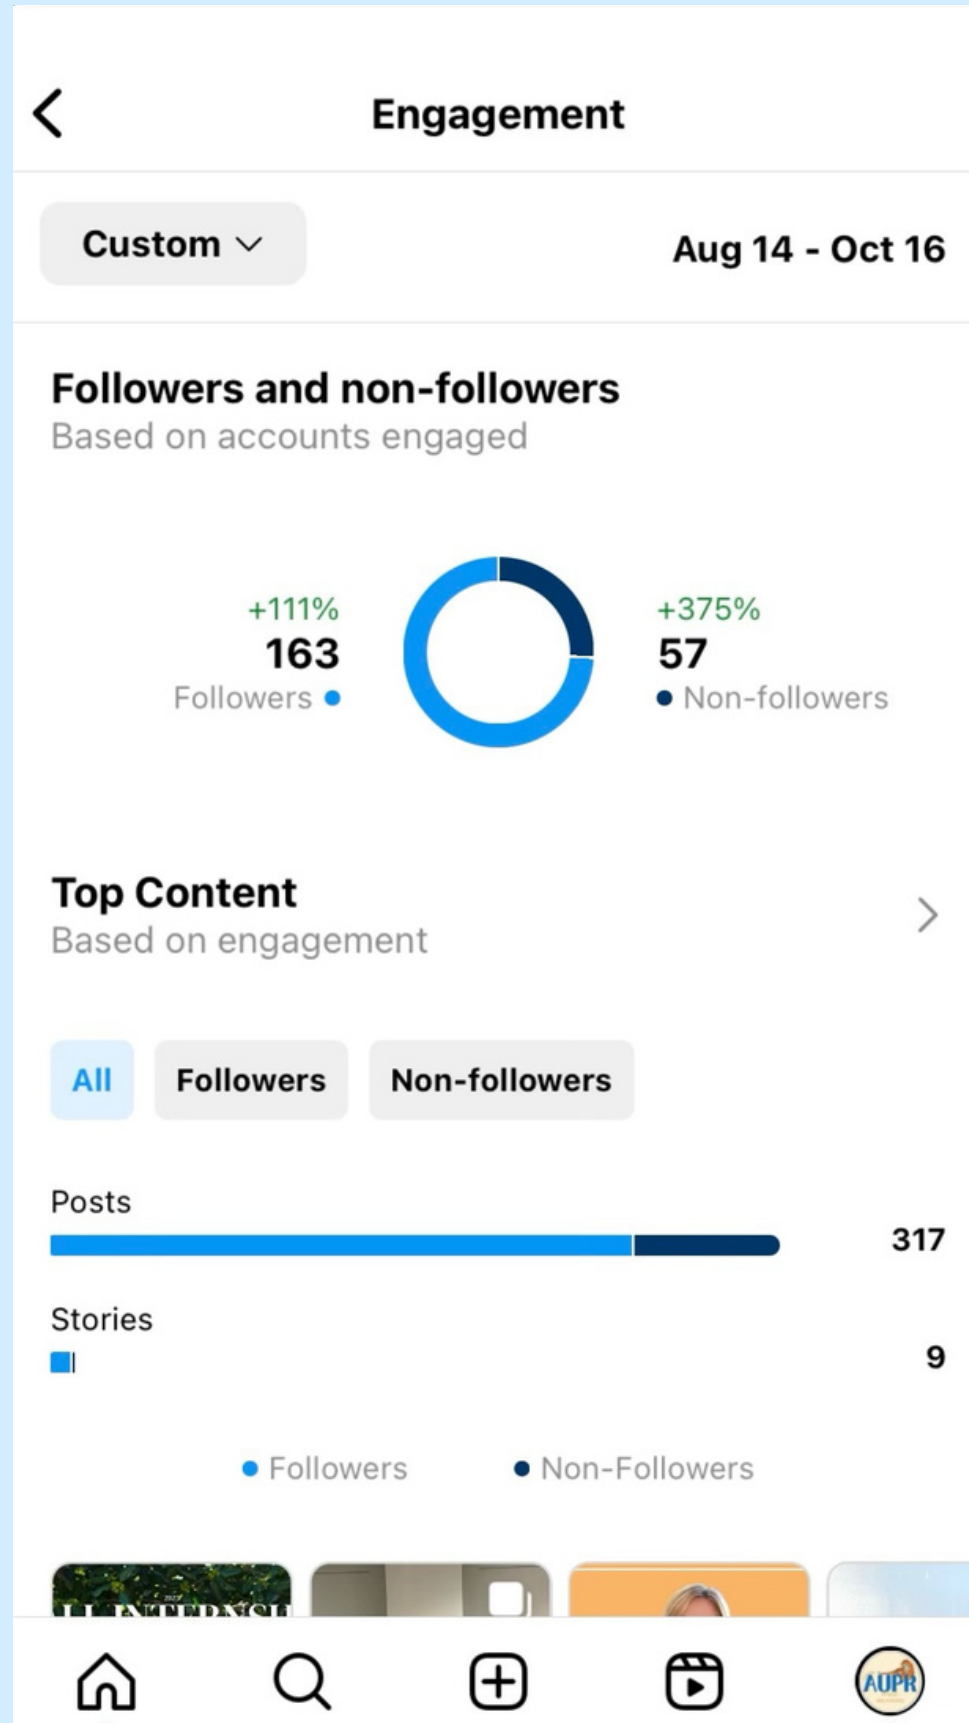 Engagement
Custom
Aug 14 - Oct 16
Followers and non-followers
Based on accounts engaged
+111%
163
Followers
+375%
57
Non-followers
Top Content
Based on engagement
All
Followers
Non-followers
Posts
317
Stories
9
Followers
Non-Followers
2023
AUPR